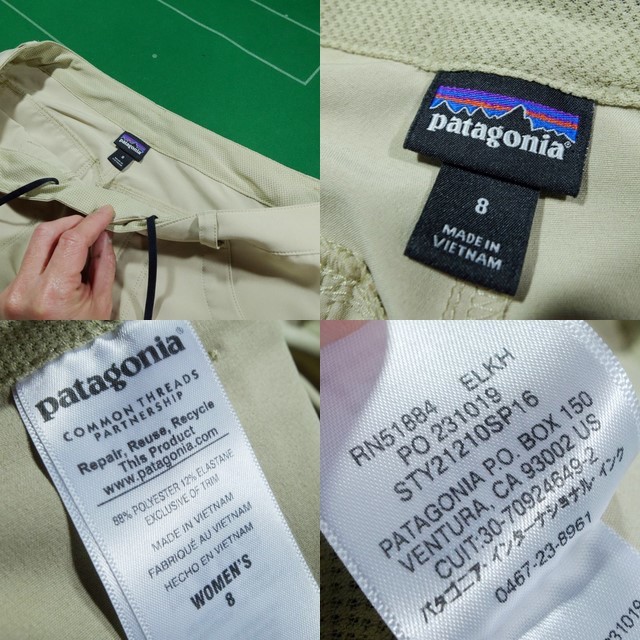 patagonia®
8
MADE IN
VIETNAM
patagonia®
COMMON THREADS
PARTNERSHIP
Repair, Reuse, Recycle
This Product
www.patagonia.com
88% POLYESTER 12% ELASTANE
EXCLUSIVE OF TRIM
MADE IN VIETNAM
FABRIQUÉ AU VIETNAM
HECHO EN VIETNAM
WOMEN'S
8
RN51884 ELKH
PO 231019
STY21210SP16
PATAGONIA P.O. BOX 150
VENTURA, CA 93002 US
CUIT:30-70924649-2
パタゴニア・インターナショナル・インク
0467-23-8961
231019